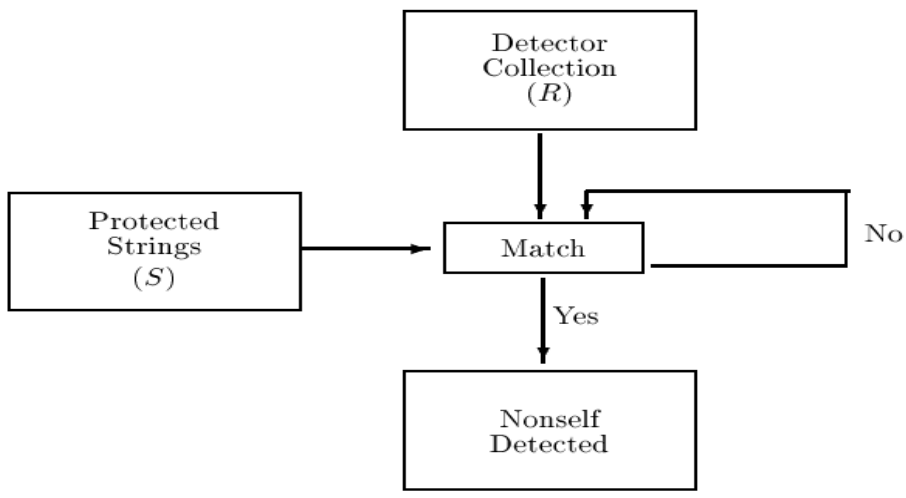 Detector
Collection
(R)
Protected
Strings
(S)
Match
No
Yes
Nonself
Detected